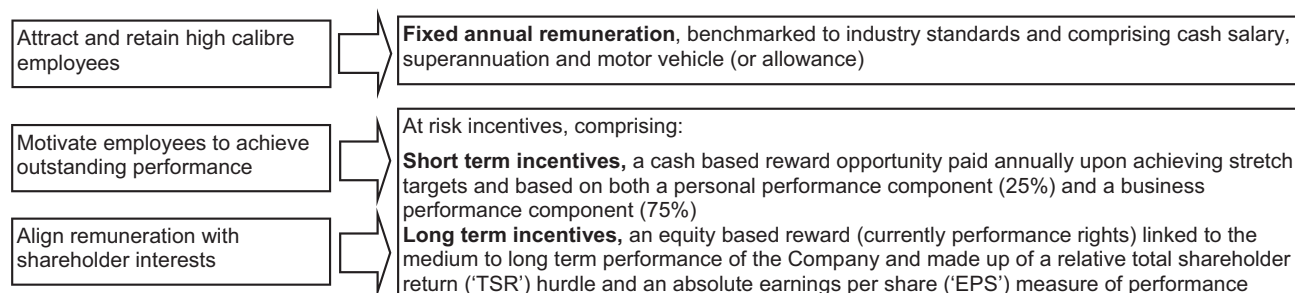 Attract and retain high calibre
employees
Fixed annual remuneration, benchmarked to industry standards and comprising cash salary,
superannuation and motor vehicle (or allowance)
Motivate employees to achieve
outstanding performance
Align remuneration with
shareholder interests
At risk incentives, comprising:
Short term incentives, a cash based reward opportunity paid annually upon achieving stretch
targets and based on both a personal performance component (25%) and a business
performance component (75%)
Long term incentives, an equity based reward (currently performance rights) linked to the
medium to long term performance of the Company and made up of a relative total shareholder
return (‘TSR’) hurdle and an absolute earnings per share (‘EPS’) measure of performance